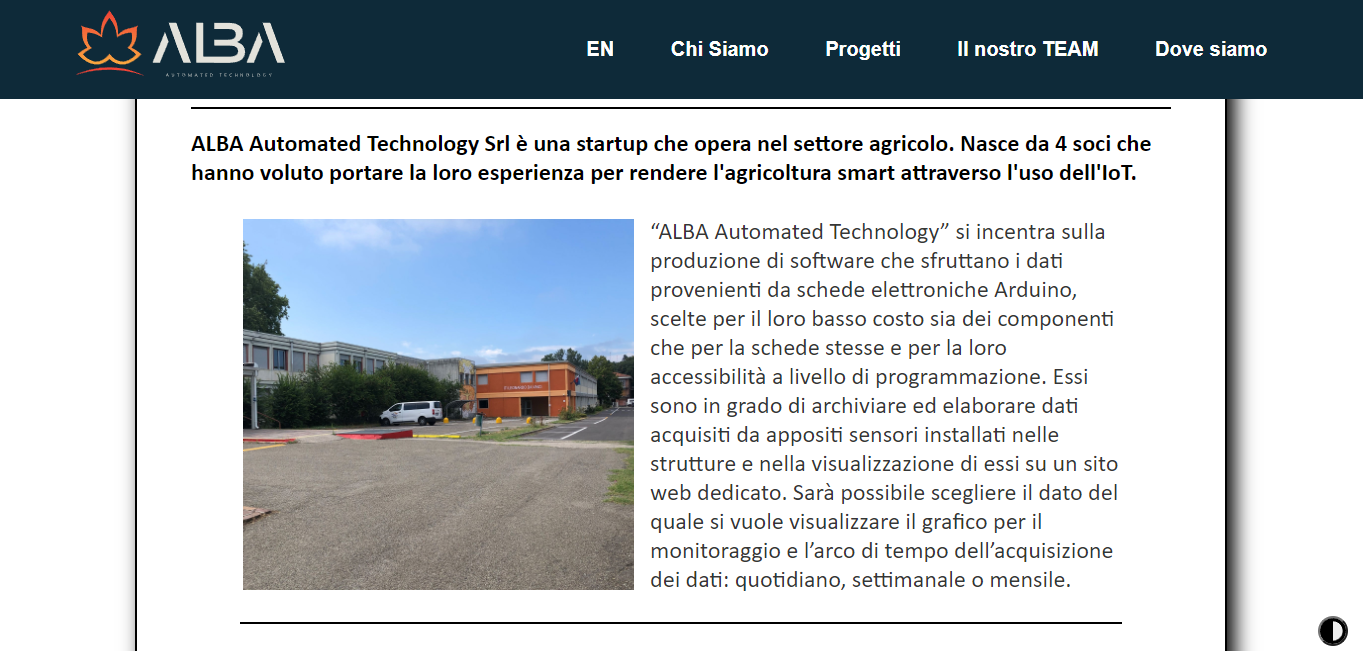 ALBA
AUTOMATED TECHNOLOGY
EN
Chi Siamo
Progetti
Il nostro TEAM
Dove siamo
ALBA Automated Technology Srl è una startup che opera nel settore agricolo. Nasce da 4 soci che
hanno voluto portare la loro esperienza per rendere l'agricoltura smart attraverso l'uso dell'IoT.
“ALBA Automated Technology” si incentra sulla
produzione di software che sfruttano i dati
provenienti da schede elettroniche Arduino,
scelte per il loro basso costo sia dei componenti
che per la schede stesse e per la loro
accessibilità a livello di programmazione. Essi
sono in grado di archiviare ed elaborare dati
acquisiti da appositi sensori installati nelle
strutture e nella visualizzazione di essi su un sito
web dedicato. Sarà possibile scegliere il dato del
quale si vuole visualizzare il grafico per il
monitoraggio e l’arco di tempo dell’acquisizione
dei dati: quotidiano, settimanale o mensile.